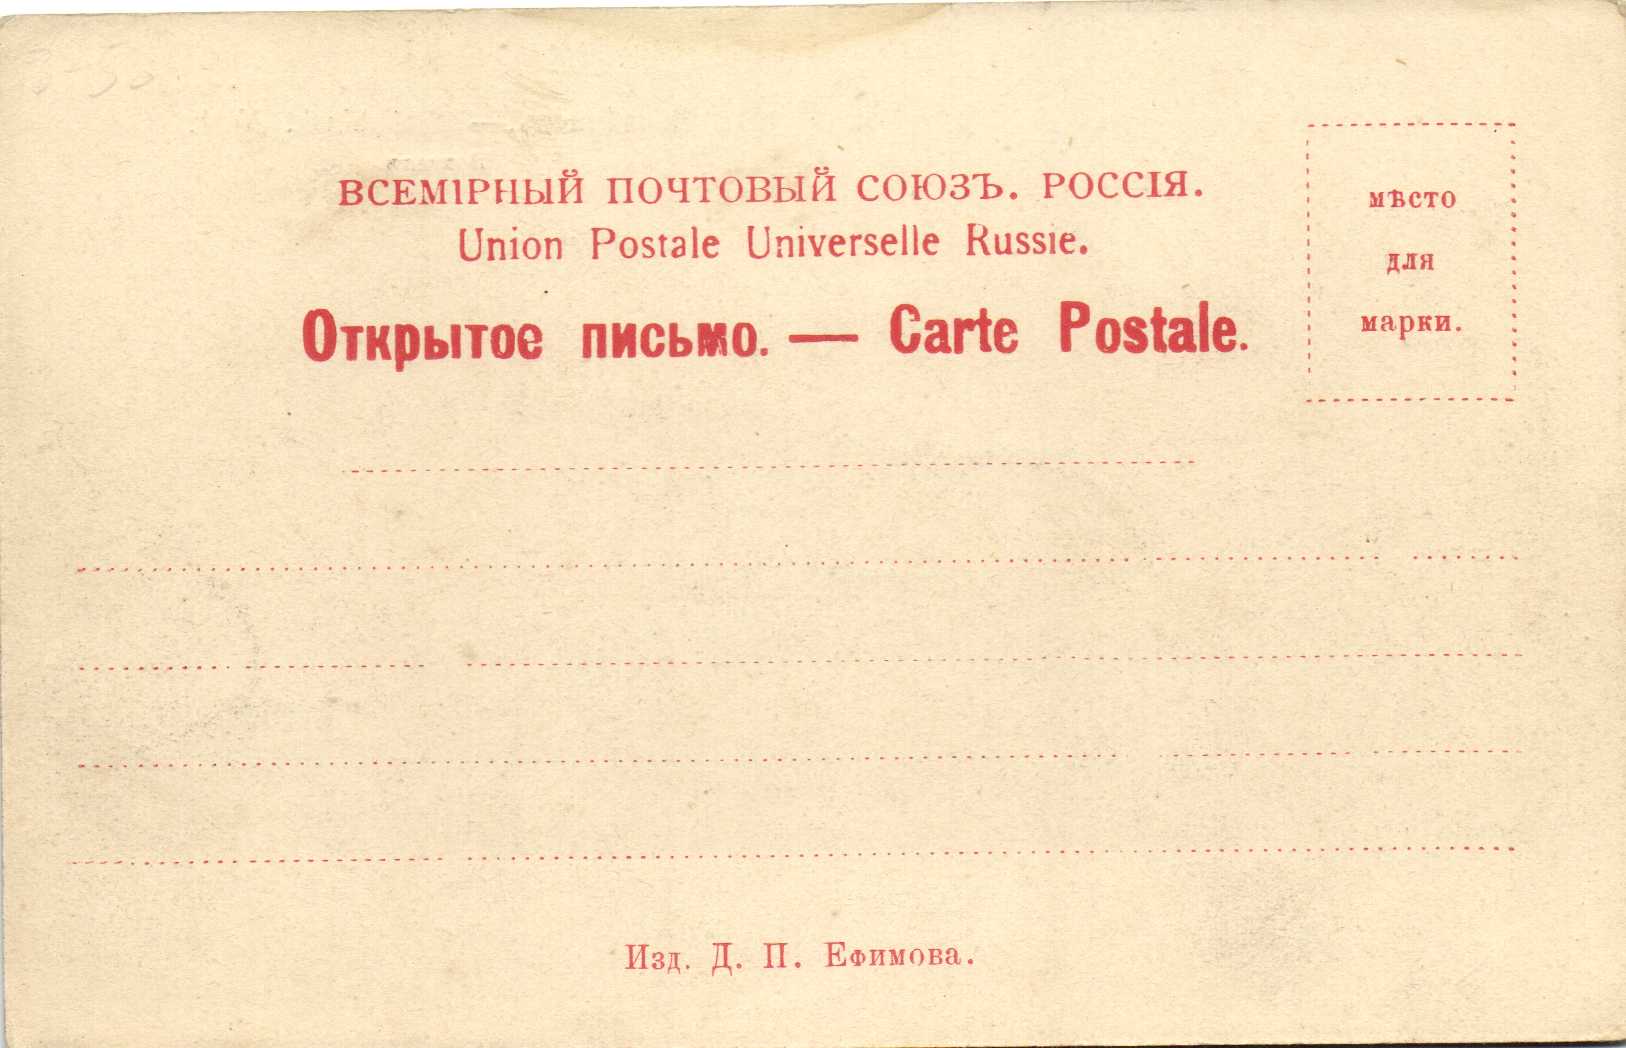 ВСЕМІРНЫЙ ПОЧТОВЫЙ СОЮЗЪ. РОССІЯ.
Union Postale Universelle Russie.
Открытое письмо. — Carte Postale.
мѣсто
для
марки.
Изд. Д. П. Ефимова.